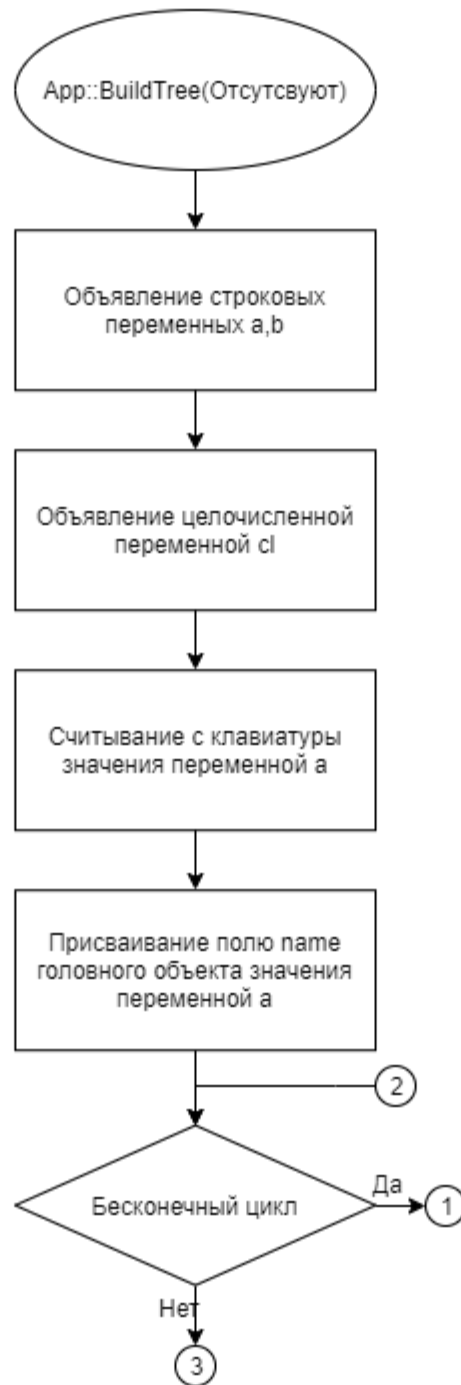 App::BuildTree(Отсутсвуют)
Объявление строковых
переменных a,b
Объявление целочисленной
переменной cl
Считывание с клавиатуры
значения переменной a
Присваивание полю name
головного объекта значения
переменной a
2
Бесконечный цикл
Да
1
Нет
3